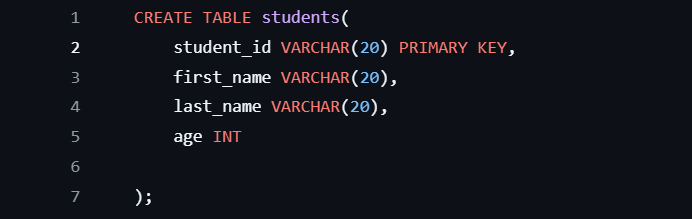 1 CREATE TABLE students(
2 student_id VARCHAR(20) PRIMARY KEY,
3 first_name VARCHAR(20),
4 last_name VARCHAR(20),
5 age INT
6
7 );